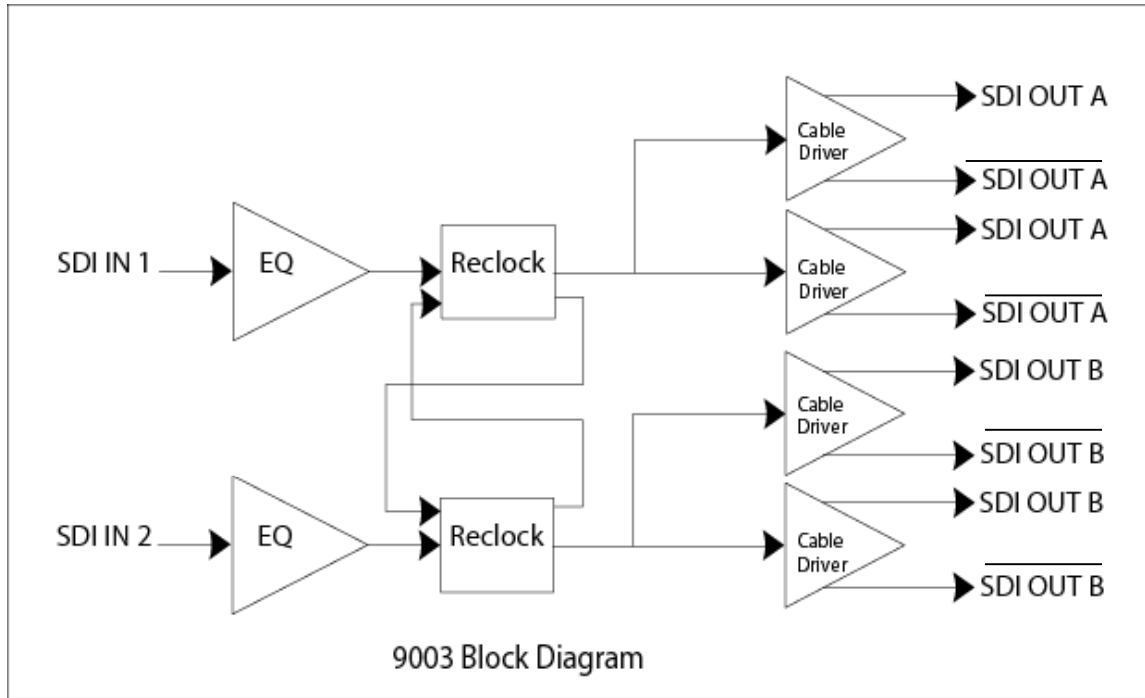 SDI OUT A
Cable
Driver
SDI OUT A
SDI OUT A
SDI IN 1
EQ
Reclock
Cable
Driver
SDI OUT A
SDI OUT B
Cable
Driver
SDI OUT B
SDI OUT B
SDI IN 2
EQ
Reclock
Cable
Driver
SDI OUT B
9003 Block Diagram